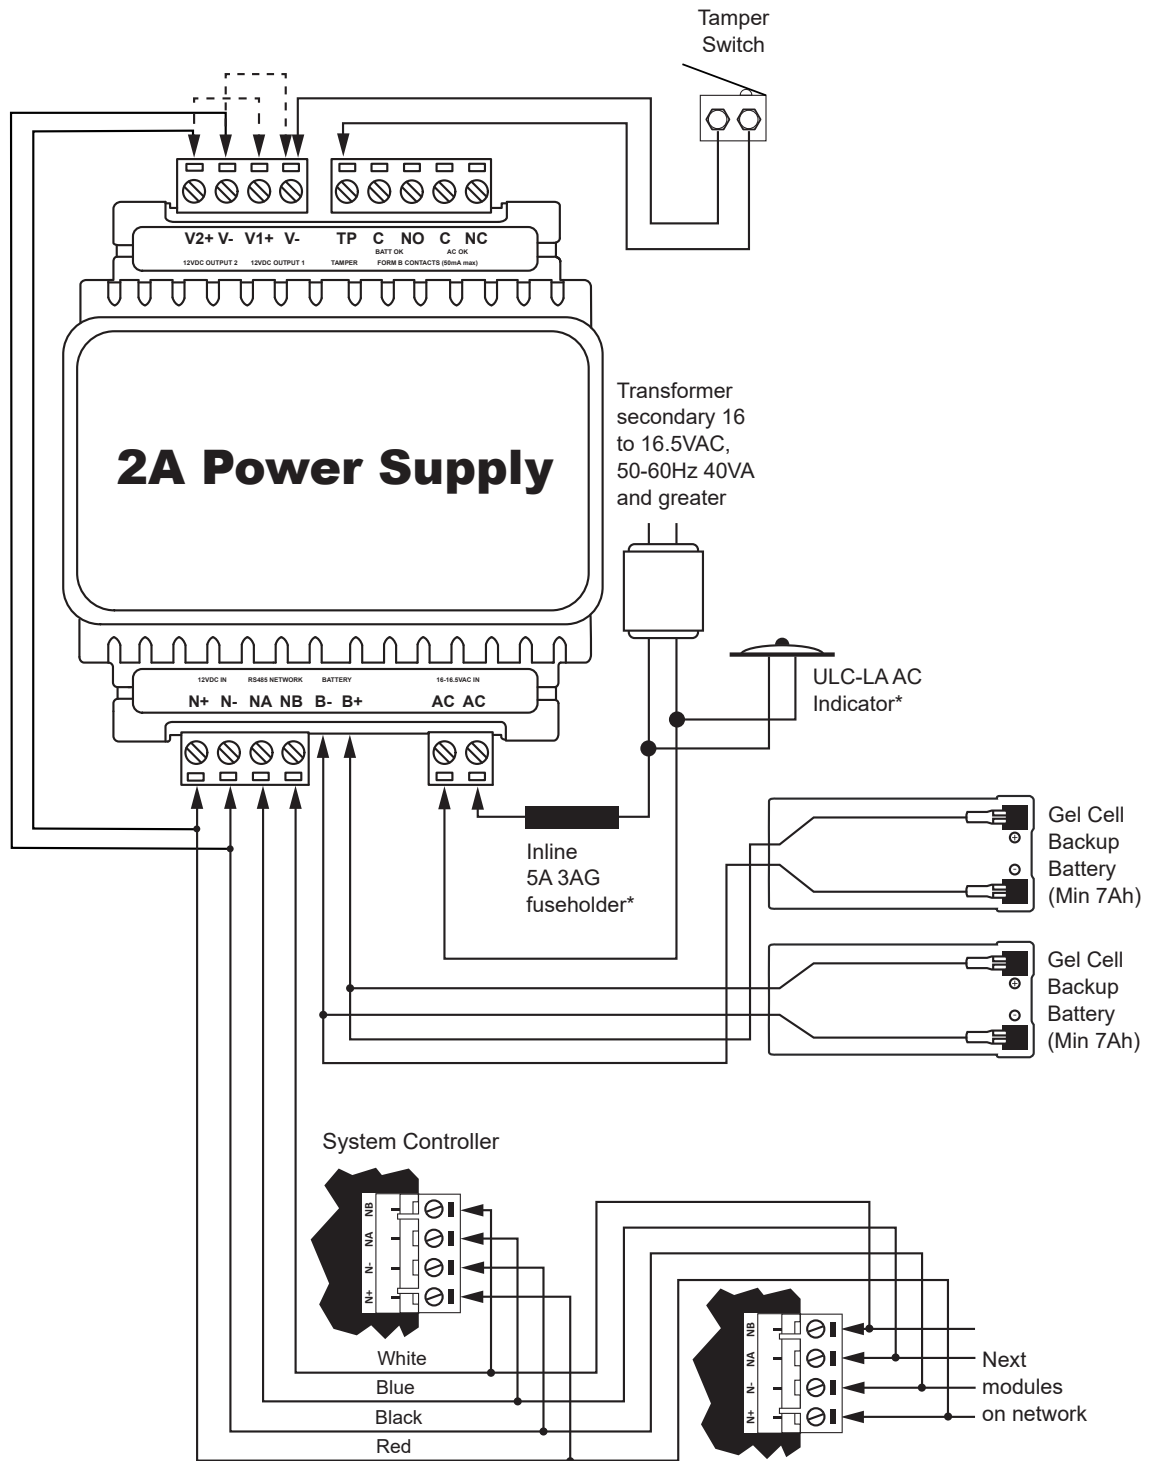 Tamper
Switch
V2+ V- V1+ V- TP C NO C NC
BATT OK AC OK
12VDC OUTPUT 2 12VDC OUTPUT 1 TAMPER FORM B CONTACTS (50mA max)
2A Power Supply
Transformer
secondary 16
to 16.5VAC,
50-60Hz 40VA
and greater
12VDC IN RS485 NETWORK BATTERY 16-16.5VAC IN
N+ N- NA NB B- B+ AC AC
ULC-LA AC
Indicator*
Inline
5A 3AG
fuseholder*
Gel Cell
Backup
Battery
(Min 7Ah)
+
-
Gel Cell
Backup
Battery
(Min 7Ah)
+
-
System Controller
NB
NA
N-
N+
White
Blue
Black
Red
NB
NA
N-
N+
Next
modules
on network